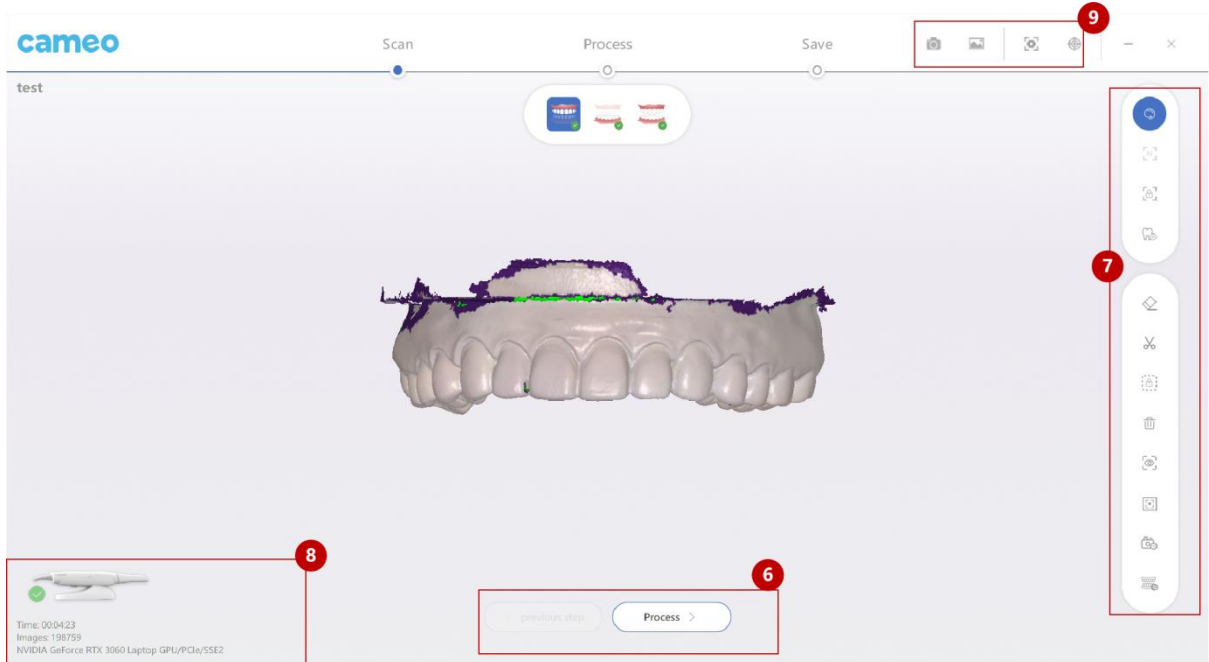 cameo
Scan
Process
Save
9
test
7
8
6
previous step
Process
Time: 00:04:23
Images: 198759
NVIDIA GeForce RTX 3060 Laptop GPU/PCIe/SSE2